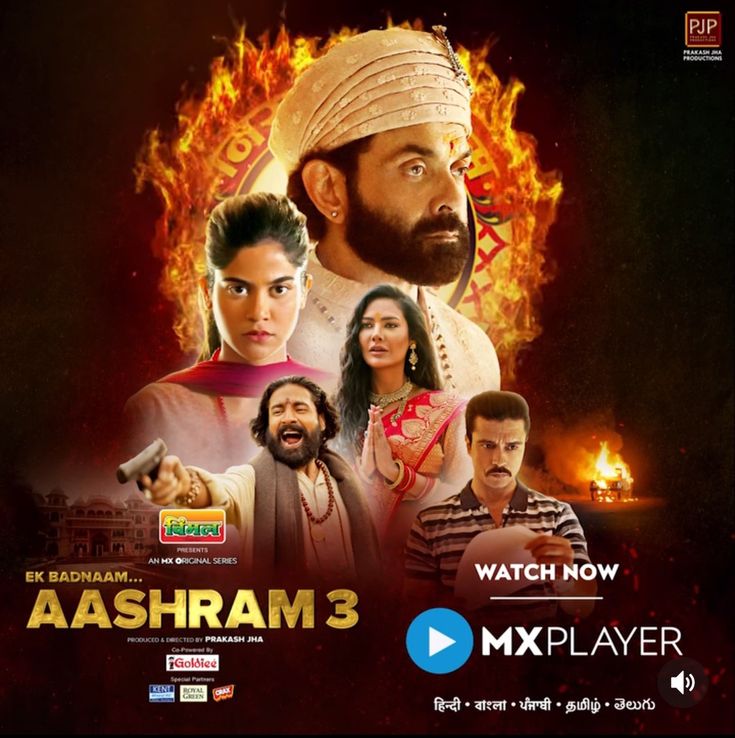 PJP
PRAKASH JHA
PRODUCTIONS
बिमल
PRESENTS
AN MX ORIGINAL SERIES
EK BADNAAM...
AASHRAM 3
PRODUCED & DIRECTED BY PRAKASH JHA
Co-Powered By
Goldiee
Special Partners
KENT
ROYAL
GREEN
CRAX
WATCH NOW
MXPLAYER
हिन्दी • বাংলা • ਪੰਜਾਬੀ • தமிழ் • తెలుగు